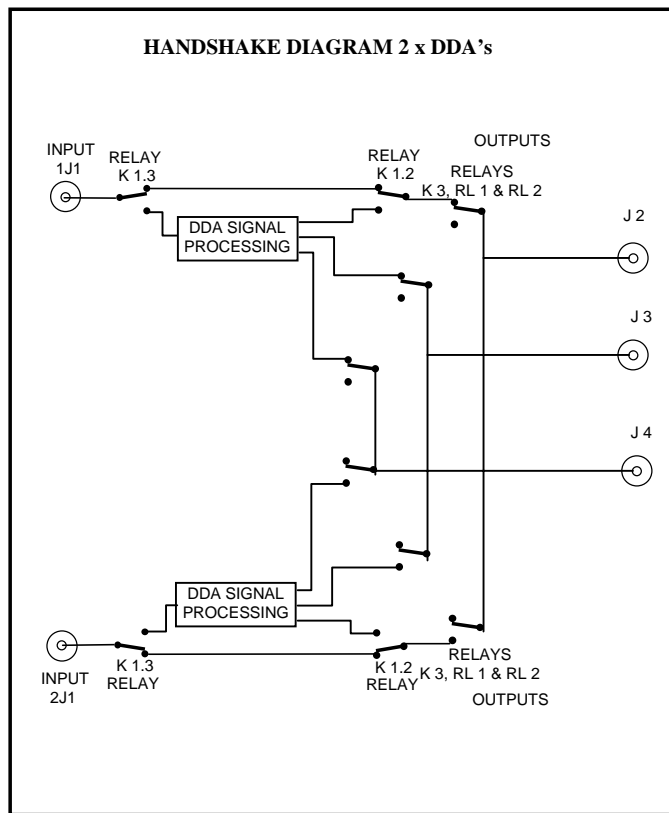 HANDSHAKE DIAGRAM 2 x DDA's
OUTPUTS
INPUT
1J1
RELAY
K 1.3
RELAY
K 1.2
RELAYS
K 3, RL 1 & RL 2
DDA SIGNAL
PROCESSING
J 2
J 3
J 4
DDA SIGNAL
PROCESSING
INPUT
2J1
K 1.3
RELAY
K 1.2
RELAY
RELAYS
K 3, RL 1 & RL 2
OUTPUTS